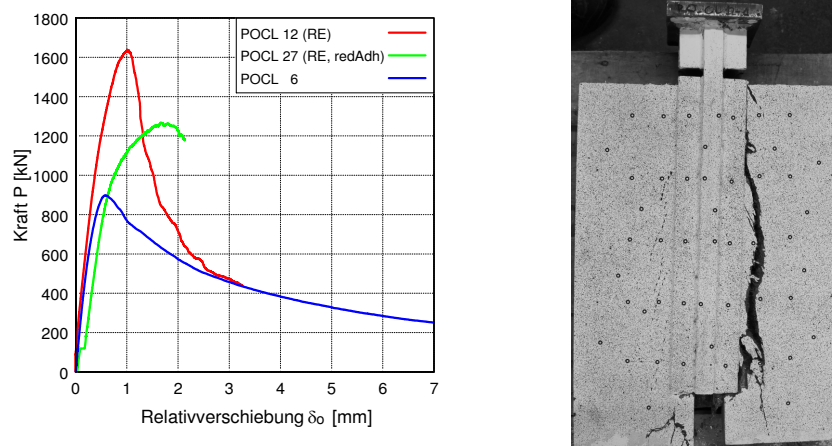 1800
1600
1400
1200
1000
800
600
400
200
0
Kraft P [kN]
POCL 12 (RE)
POCL 27 (RE, redAdh)
POCL 6
0 1 2 3 4 5 6 7
Relativverschiebung δo [mm]